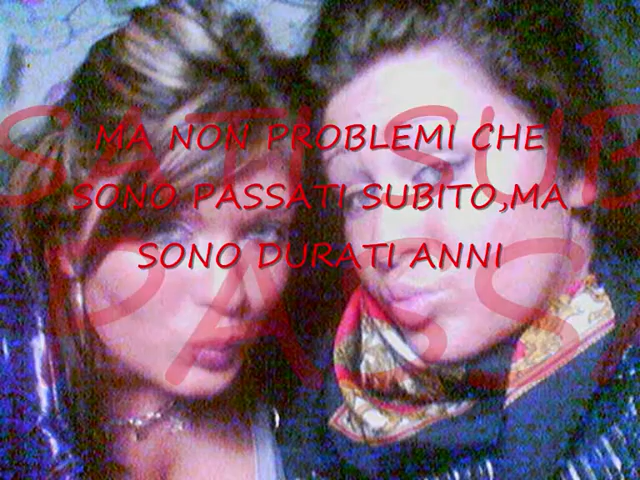 MA NON PROBLEMI CHE
SONO PASSATI SUBITO,MA
SONO DURATI ANNI